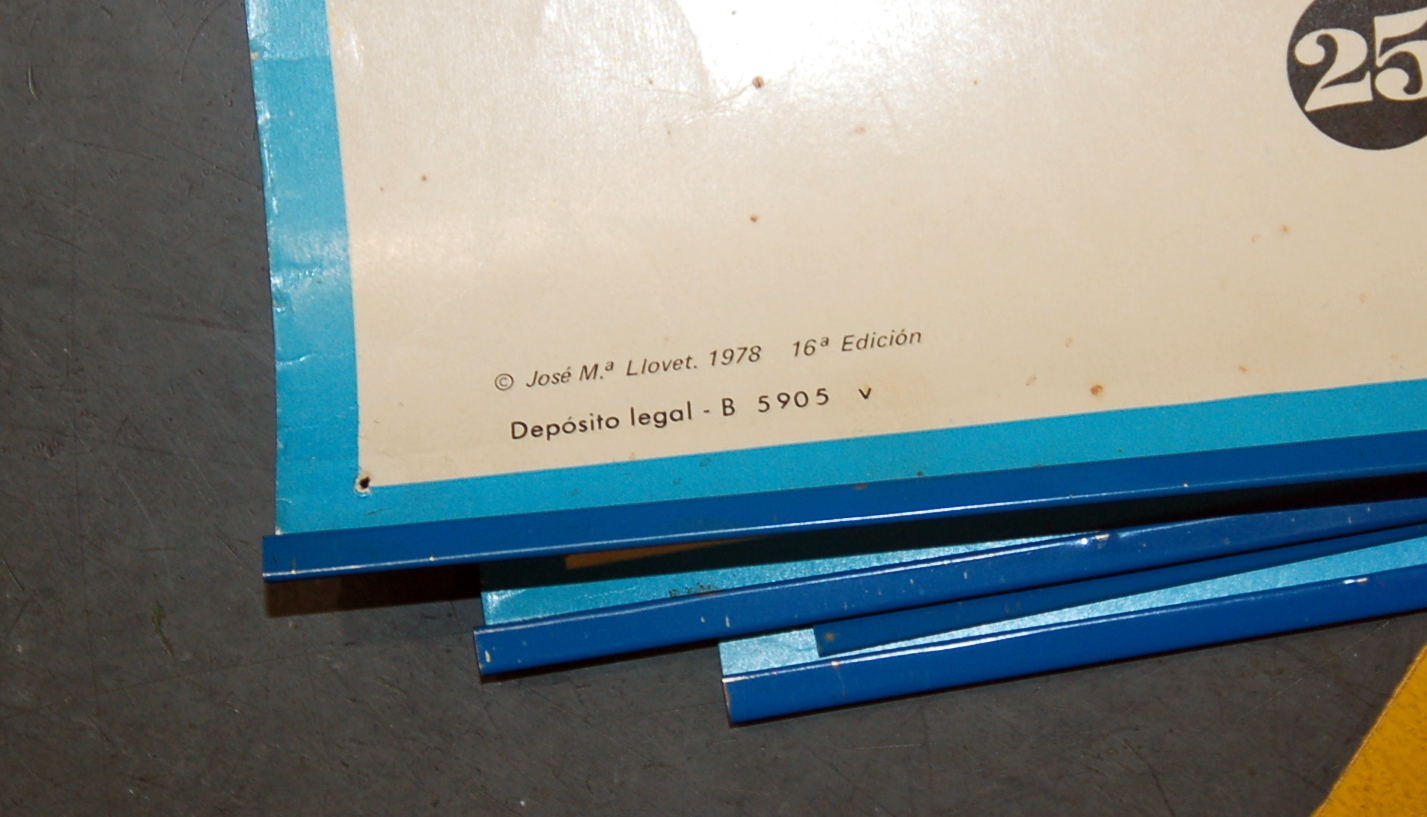 25
© José M.ª Llovet. 1978 16ª Edición
Depósito legal - B 5905 v